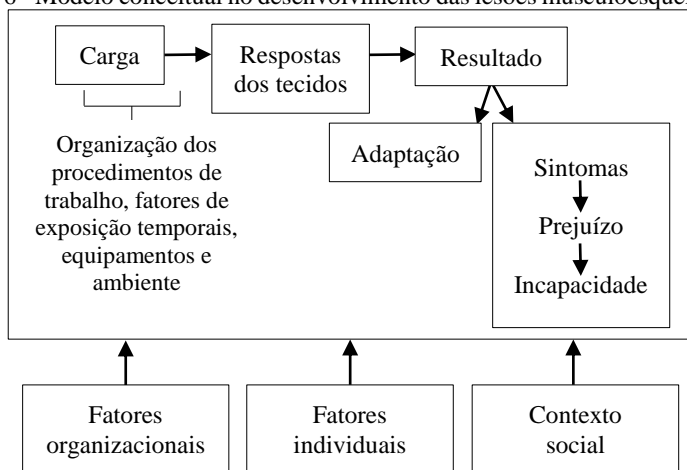 Modelo conceitual no desenvolvimento das lesões
Carga
Respostas
dos tecidos
Resultado
Organização dos
procedimentos de
trabalho, fatores de
exposição temporais,
equipamentos e
ambiente
Adaptação
Sintomas
Prejuízo
Incapacidade
Fatores
organizacionais
Fatores
individuais
Contexto
social